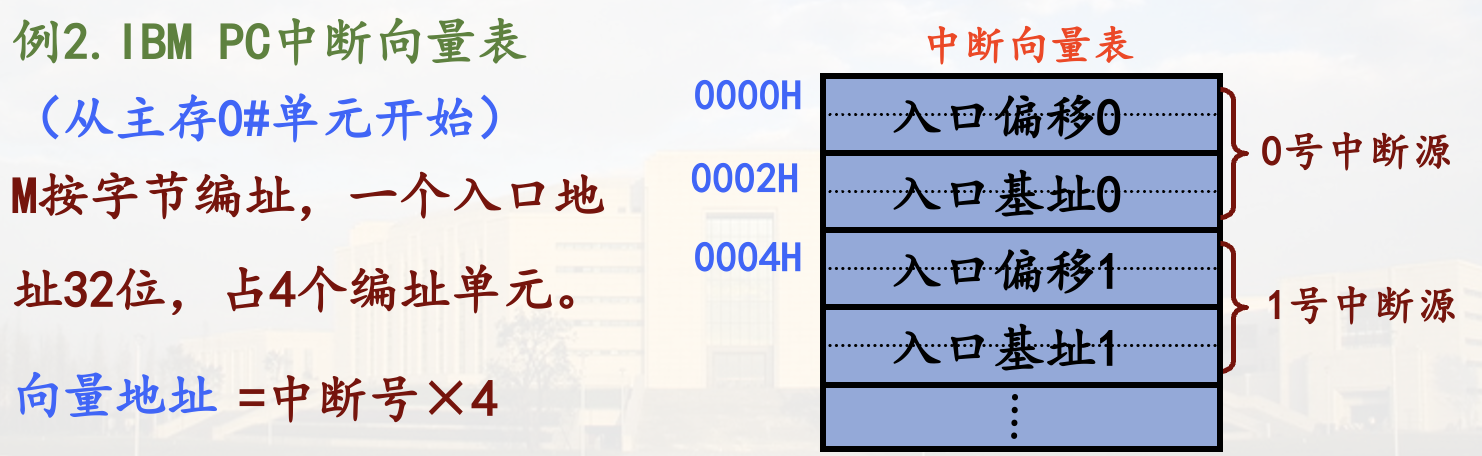 例2. IBM PC中断向量表
（从主存0#单元开始）
M按字节编址，一个入口地
址32位，占4个编址单元。
向量地址 =中断号×4
中断向量表
0000H
入口偏移0
0002H
入口基址0
0号中断源
0004H
入口偏移1
入口基址1
1号中断源